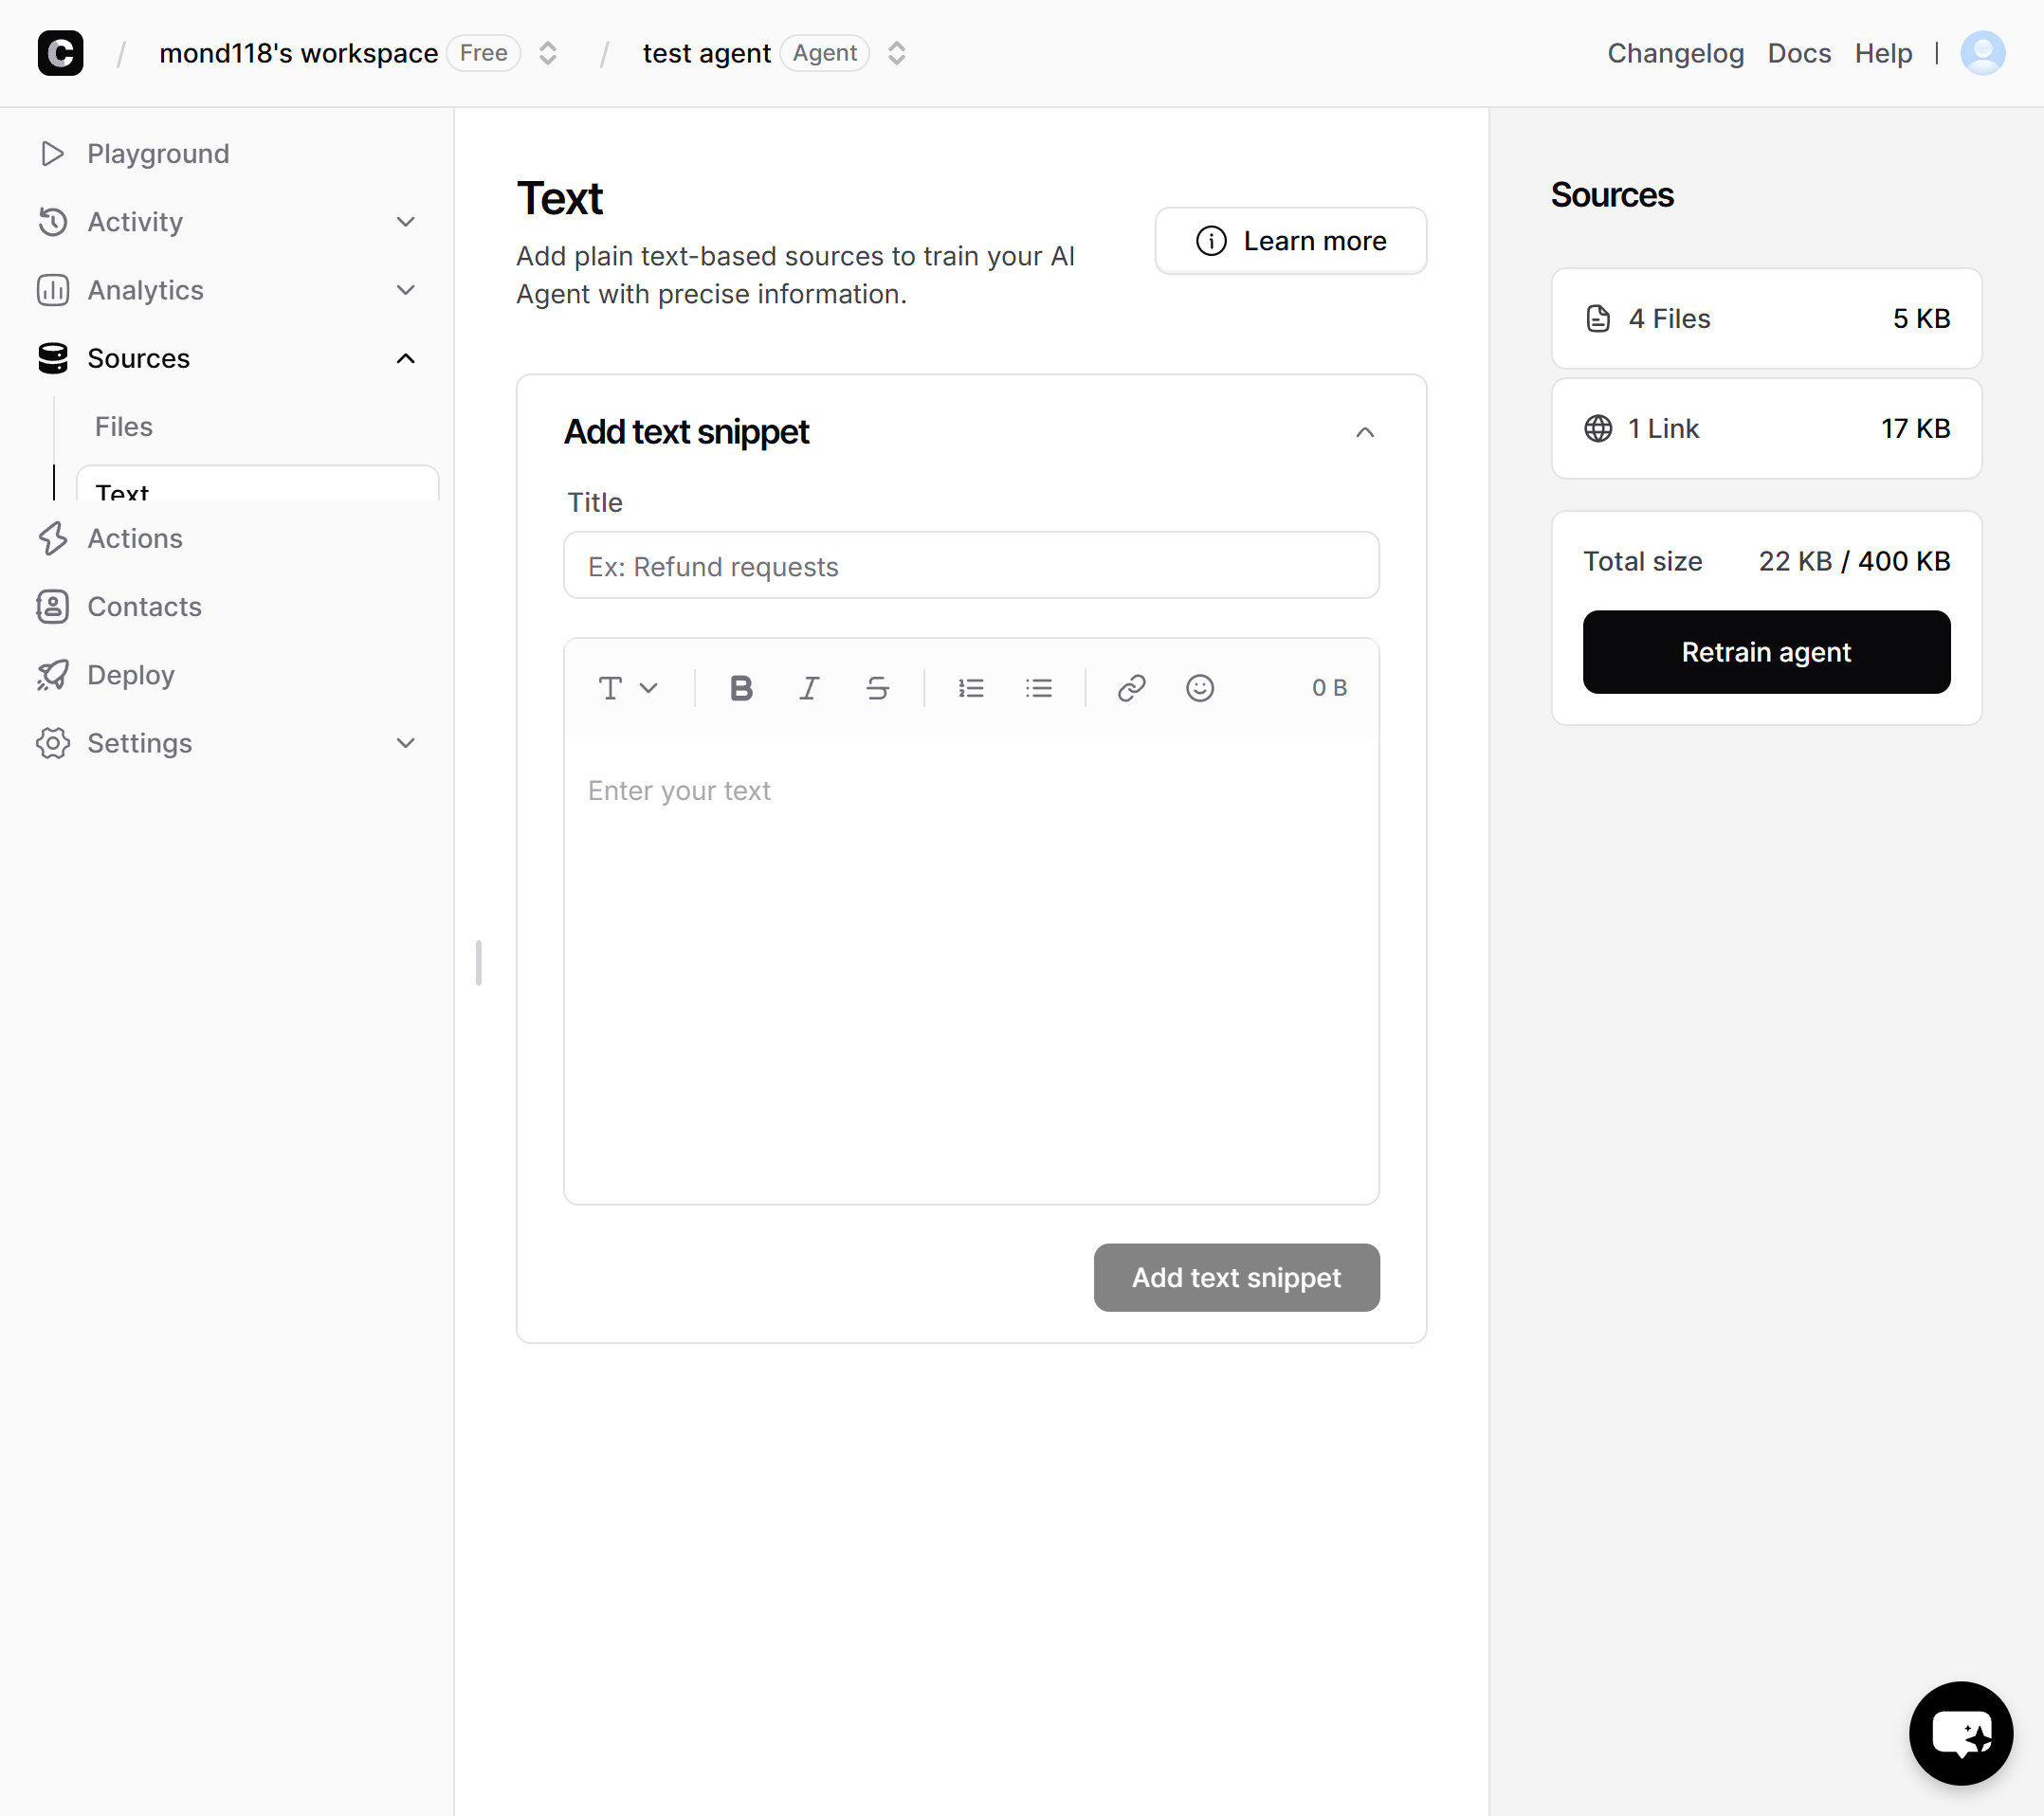 mond118's workspace Free / test agent Agent
Changelog Docs Help
Playground
Activity
Analytics
Sources
Files
Text
Actions
Contacts
Deploy
Settings
Text
Add plain text-based sources to train your AI
Agent with precise information.
Learn more
Add text snippet
Title
Ex: Refund requests
0 B
Enter your text
Add text snippet
Sources
4 Files 5 KB
1 Link 17 KB
Total size 22 KB / 400 KB
Retrain agent